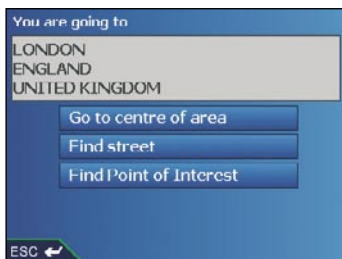 You are going to
LONDON
ENGLAND
UNITED KINGDOM
Go to centre of area
Find street
Find Point of Interest
ESC